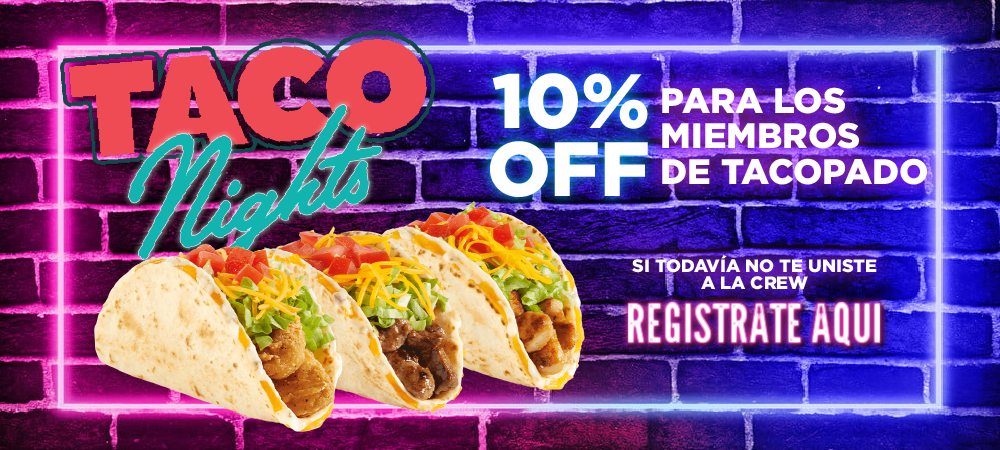 TACO
Nights
10%
OFF
PARA LOS
MIEMBROS
DE TACOPADO
SI TODAVÍA NO TE UNISTE
A LA CREW
REGISTRATE AQUI